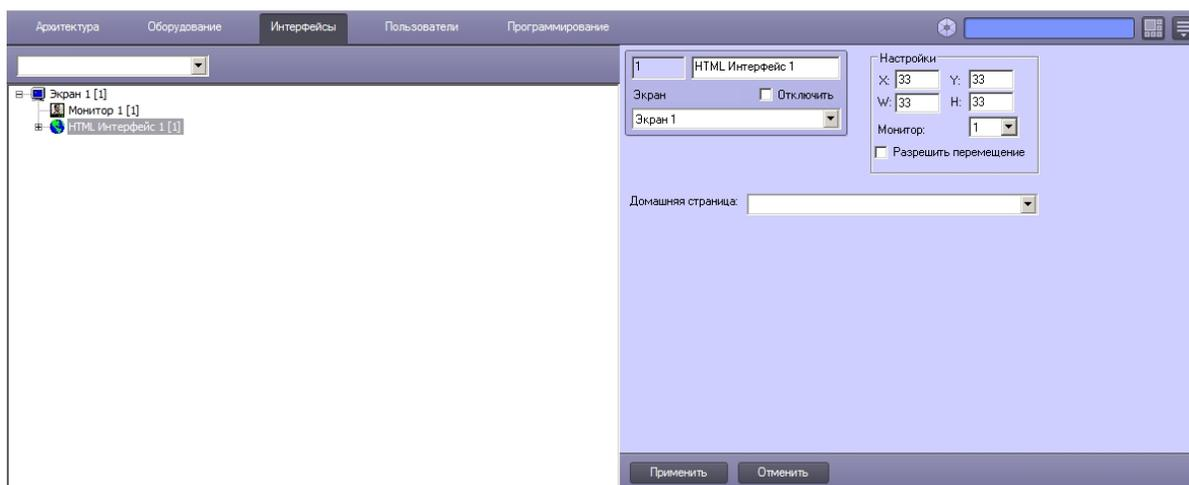 Архитектура Оборудование Интерфейсы Пользователи Программирование
Экран 1 [1]
Монитор 1 [1]
HTML Интерфейс 1 [1]
1 HTML Интерфейс 1
Экран Отключить
Экран 1
Настройки
X: 33 Y: 33
W: 33 H: 33
Монитор: 1
Разрешить перемещение
Домашняя страница:
Применить Отменить